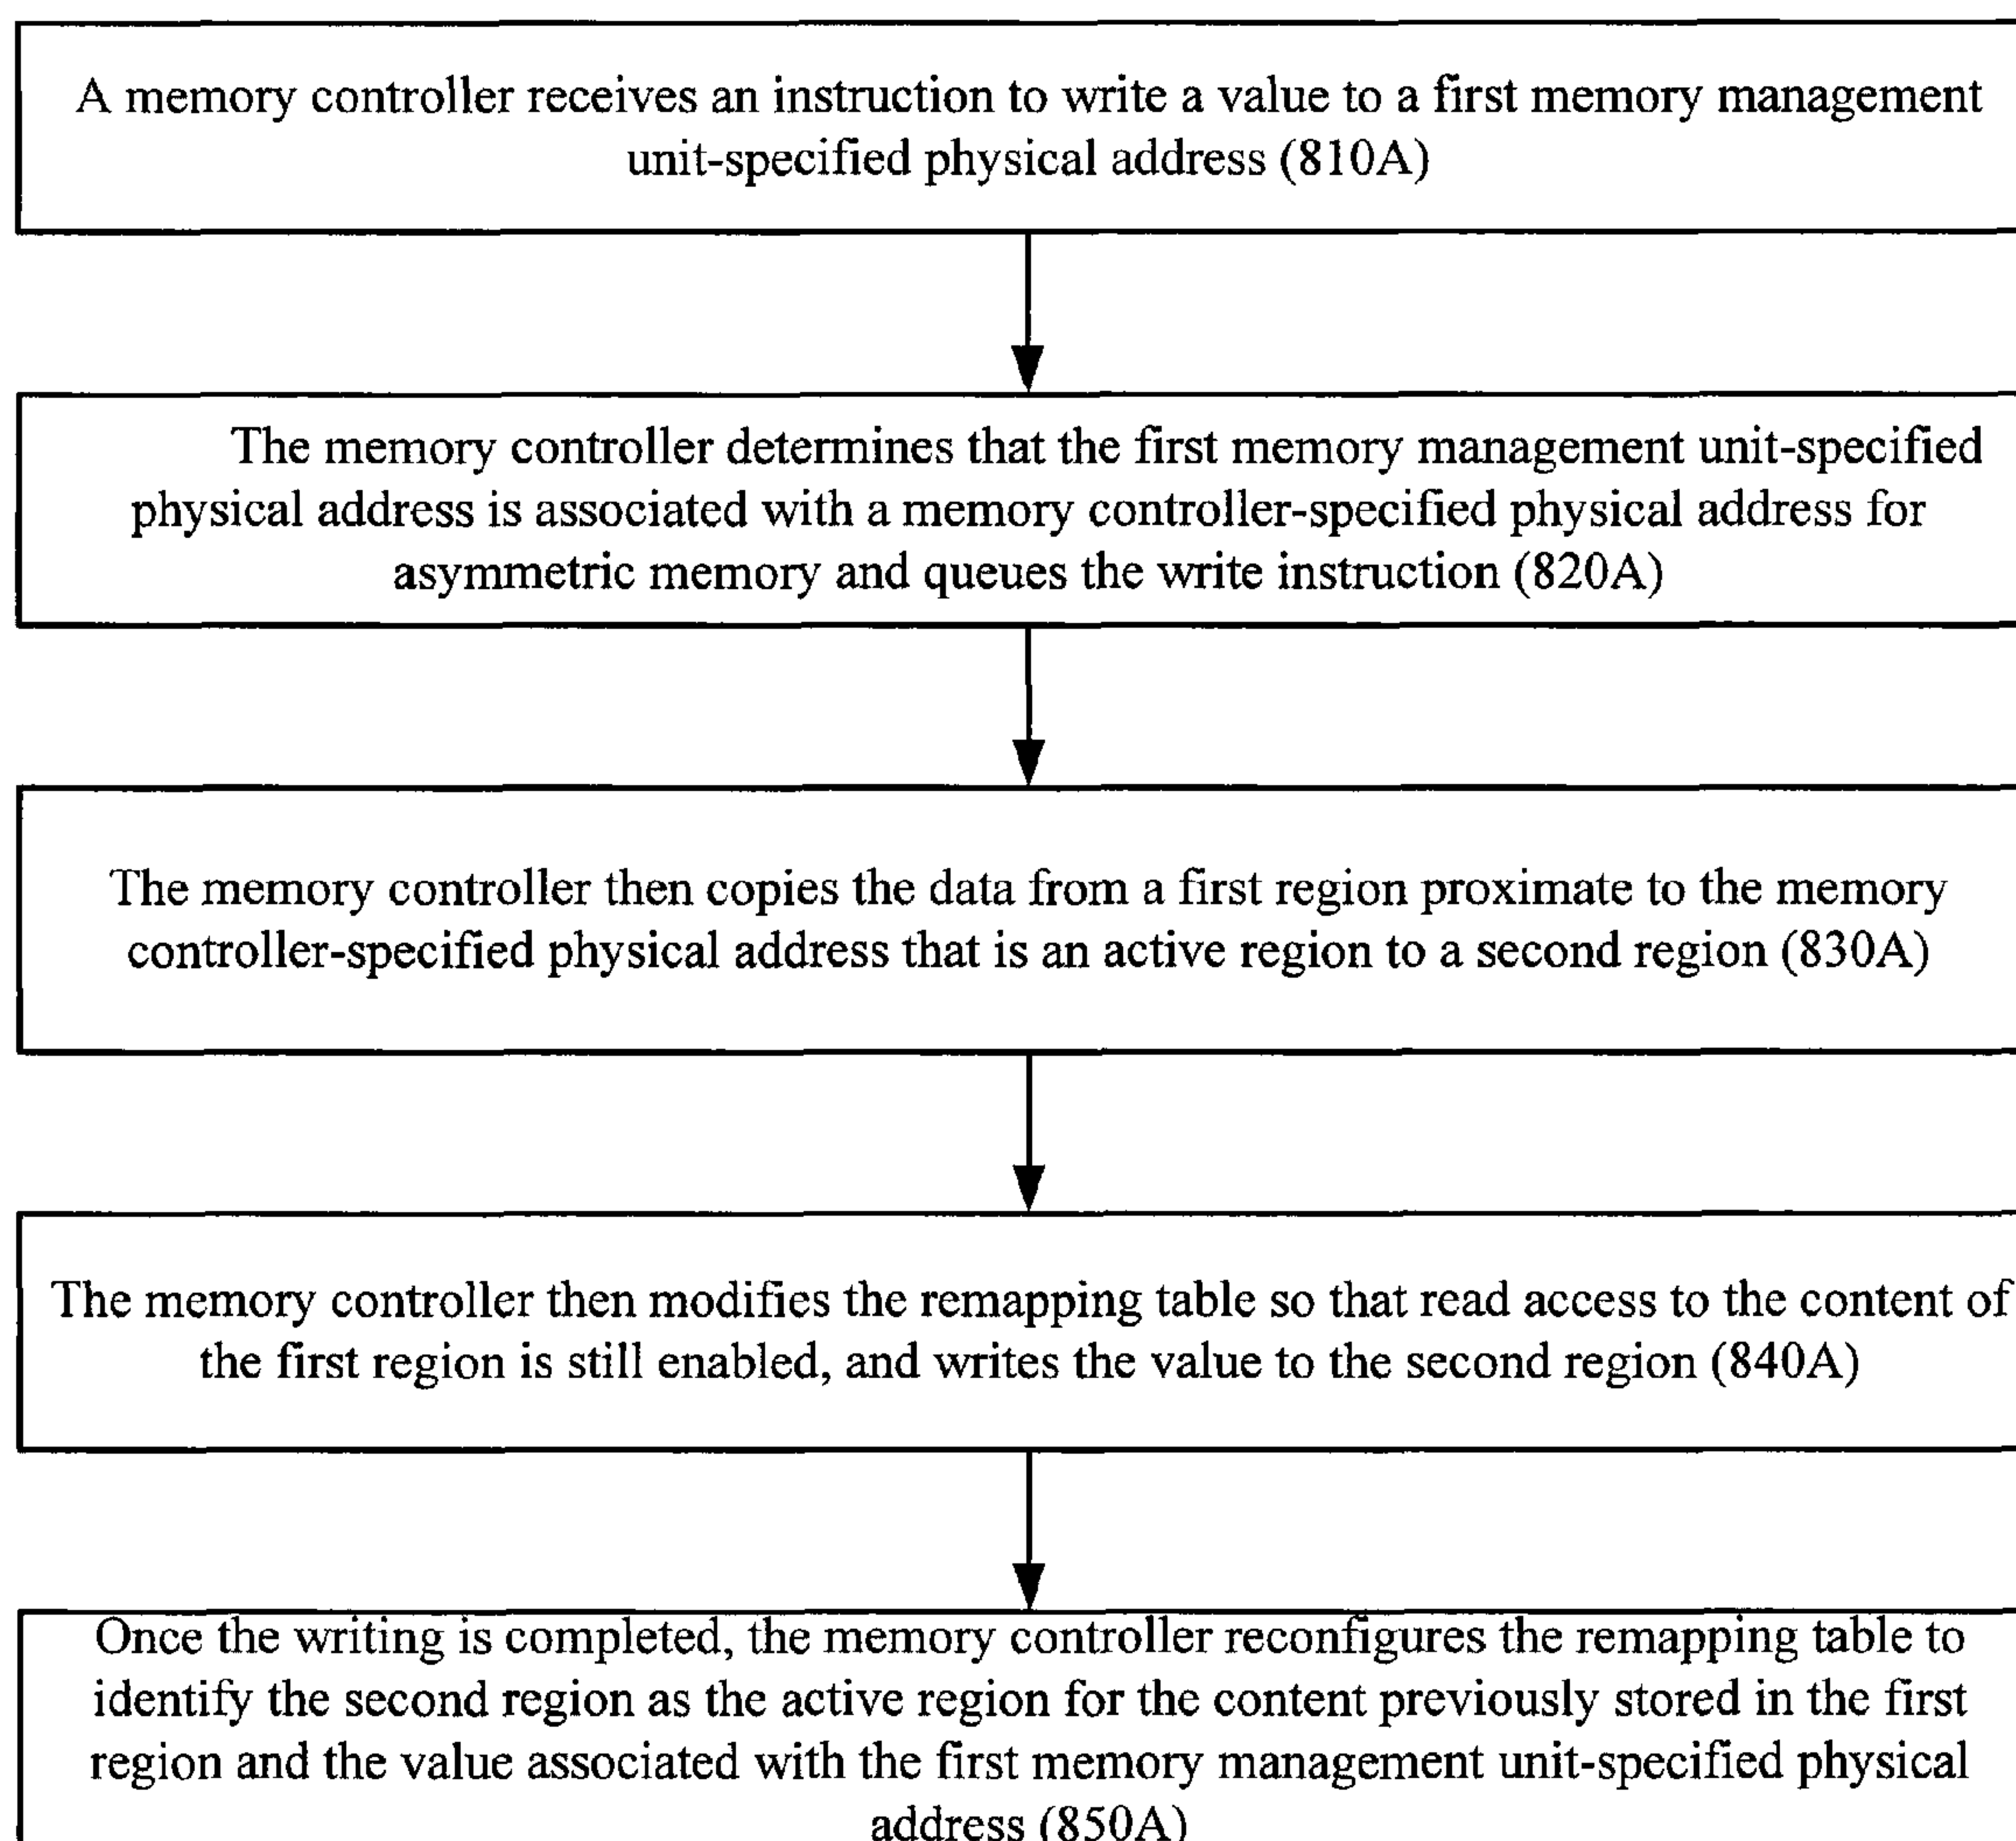 A memory controller receives an instruction to write a value to a first memory management
unit-specified physical address (810A)
The memory controller determines that the first memory management unit-specified
physical address is associated with a memory controller-specified physical address for
asymmetric memory and queues the write instruction (820A)
The memory controller then copies the data from a first region proximate to the memory
controller-specified physical address that is an active region to a second region (830A)
The memory controller then modifies the remapping table so that read access to the content of
the first region is still enabled, and writes the value to the second region (840A)
Once the writing is completed, the memory controller reconfigures the remapping table to
identify the second region as the active region for the content previously stored in the first
region and the value associated with the first memory management unit-specified physical
address (850A)